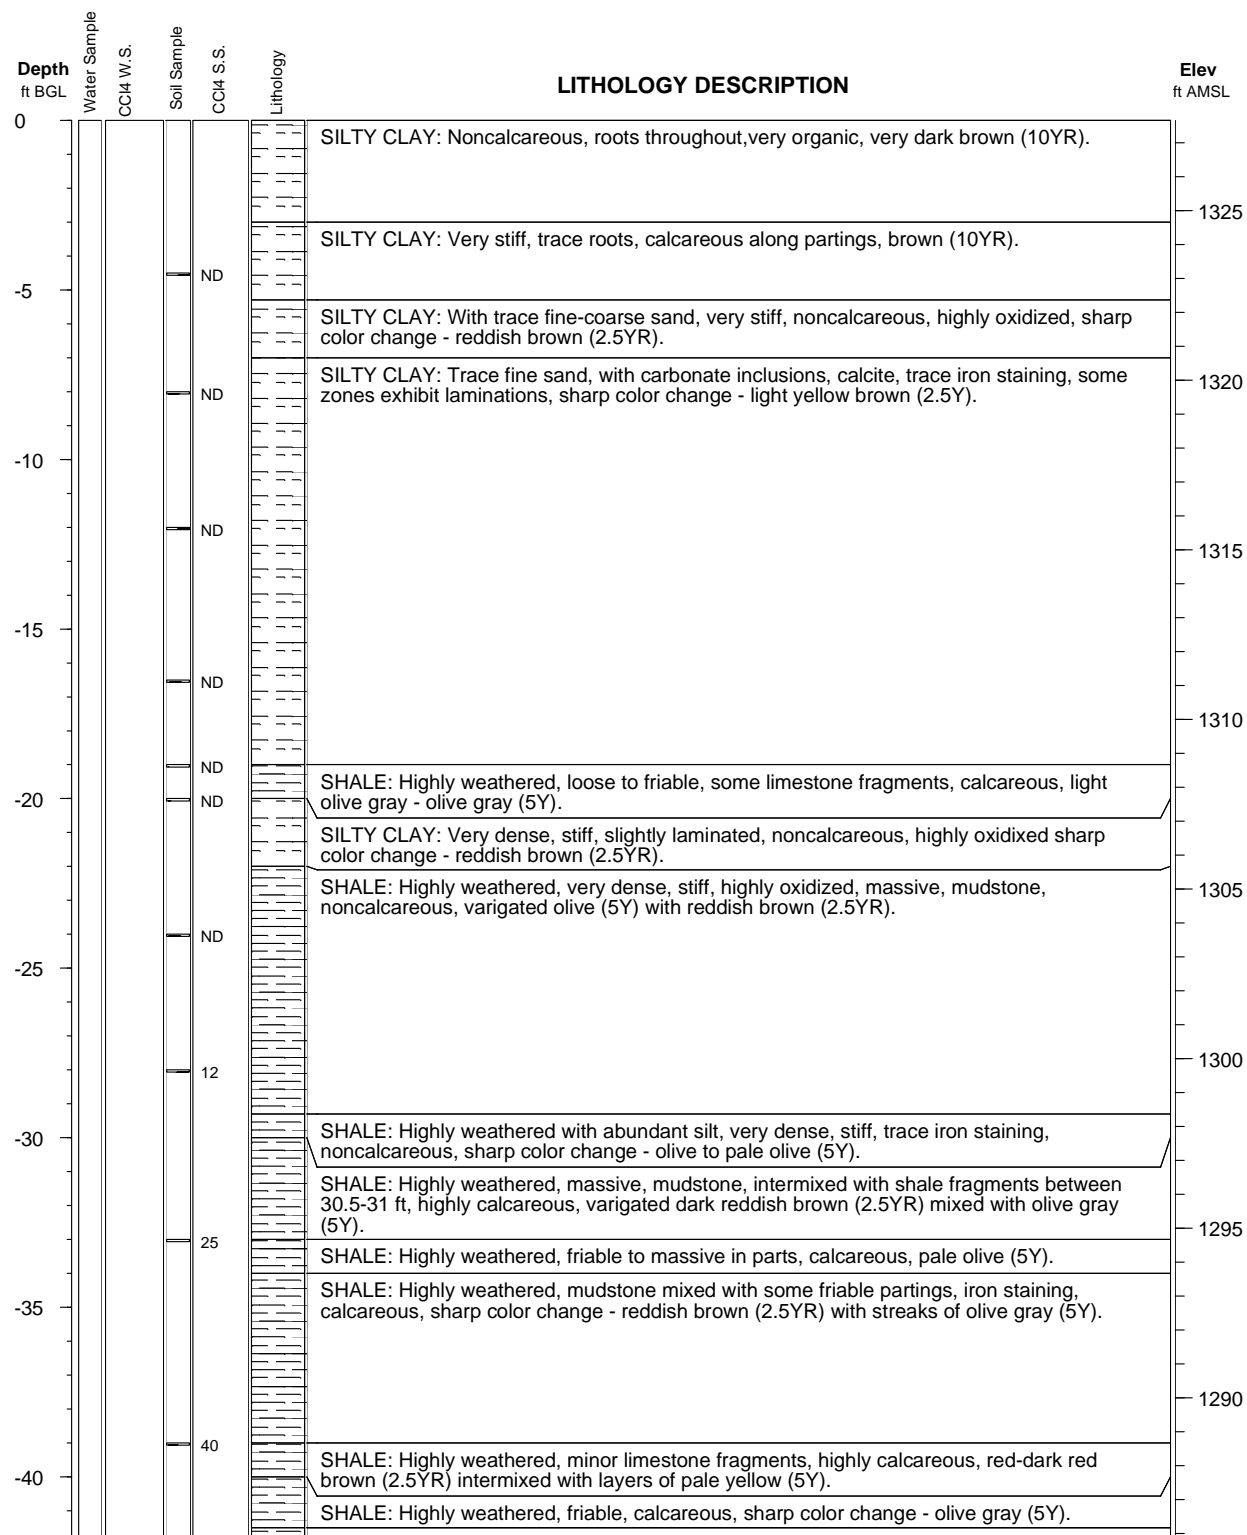 Depth
ft BGL
Water Sample
CCl4 W.S.
Soil Sample
CCl4 S.S.
Lithology
LITHOLOGY DESCRIPTION
Elev
ft AMSL
0
SILTY CLAY: Noncalcareous, roots throughout,very organic, very dark brown (10YR).
1325
SILTY CLAY: Very stiff, trace roots, calcareous along partings, brown (10YR).
ND
-5
SILTY CLAY: With trace fine-coarse sand, very stiff, noncalcareous, highly oxidized, sharp
color change - reddish brown (2.5YR).
SILTY CLAY: Trace fine sand, with carbonate inclusions, calcite, trace iron staining, some
zones exhibit laminations, sharp color change - light yellow brown (2.5Y).
1320
ND
-10
ND
1315
-15
ND
1310
ND
SHALE: Highly weathered, loose to friable, some limestone fragments, calcareous, light
olive gray - olive gray (5Y).
-20
ND
SILTY CLAY: Very dense, stiff, slightly laminated, noncalcareous, highly oxidixed sharp
color change - reddish brown (2.5YR).
SHALE: Highly weathered, very dense, stiff, highly oxidized, massive, mudstone,
noncalcareous, varigated olive (5Y) with reddish brown (2.5YR).
1305
ND
-25
1300
12
-30
SHALE: Highly weathered with abundant silt, very dense, stiff, trace iron staining,
noncalcareous, sharp color change - olive to pale olive (5Y).
SHALE: Highly weathered, massive, mudstone, intermixed with shale fragments between
30.5-31 ft, highly calcareous, varigated dark reddish brown (2.5YR) mixed with olive gray
(5Y).
1295
25
SHALE: Highly weathered, friable to massive in parts, calcareous, pale olive (5Y).
SHALE: Highly weathered, mudstone mixed with some friable partings, iron staining,
calcareous, sharp color change - reddish brown (2.5YR) with streaks of olive gray (5Y).
-35
1290
40
SHALE: Highly weathered, minor limestone fragments, highly calcareous, red-dark red
brown (2.5YR) intermixed with layers of pale yellow (5Y).
-40
SHALE: Highly weathered, friable, calcareous, sharp color change - olive gray (5Y).